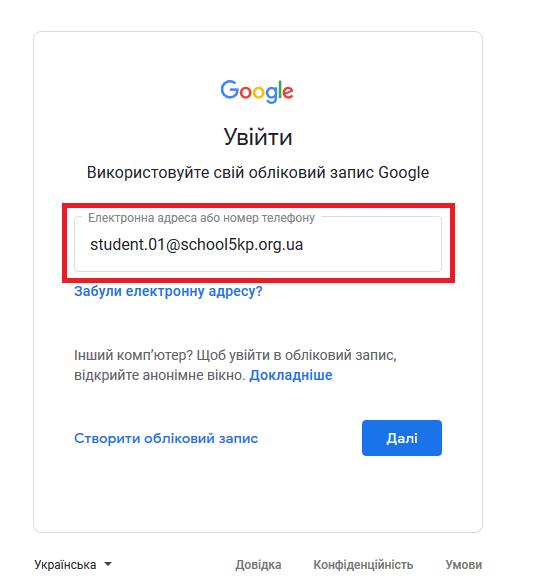 Google
Увійти
Використовуйте свій обліковий запис Google
Електронна адреса або номер телефону
student.01@school5kp.org.ua
Забули електронну адресу?
Інший комп’ютер? Щоб увійти в обліковий запис,
відкрийте анонімне вікно. Докладніше
Створити обліковий запис
Далі
Українська
Довідка
Конфіденційність
Умови